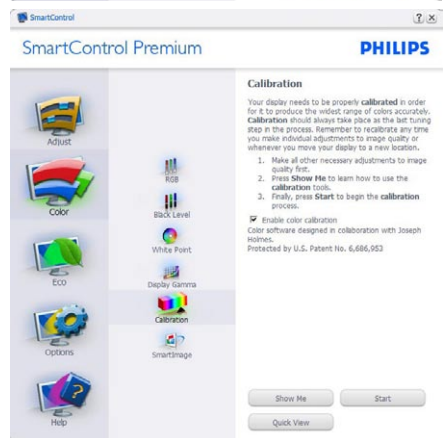 SmartControl
SmartControl Premium
PHILIPS
Adjust
Color
Eco
Options
Help
RGB
Black Level
White Point
Display Gamma
Calibration
SmartImage
Calibration
Your display needs to be properly calibrated in order
for it to produce the widest range of colors accurately.
Calibration should always take place as the last tuning
step in the process. Remember to recalibrate any time
you make individual adjustments to image quality or
whenever you move your display to a new location.
1. Make all other necessary adjustments to image
quality first.
2. Press Show Me to learn how to use the
calibration tools.
3. Finally, press Start to begin the calibration
process.
Enable color calibration
Color software designed in collaboration with Joseph
Holmes.
Protected by U.S. Patent No. 6,686,953
Show Me
Start
Quick View